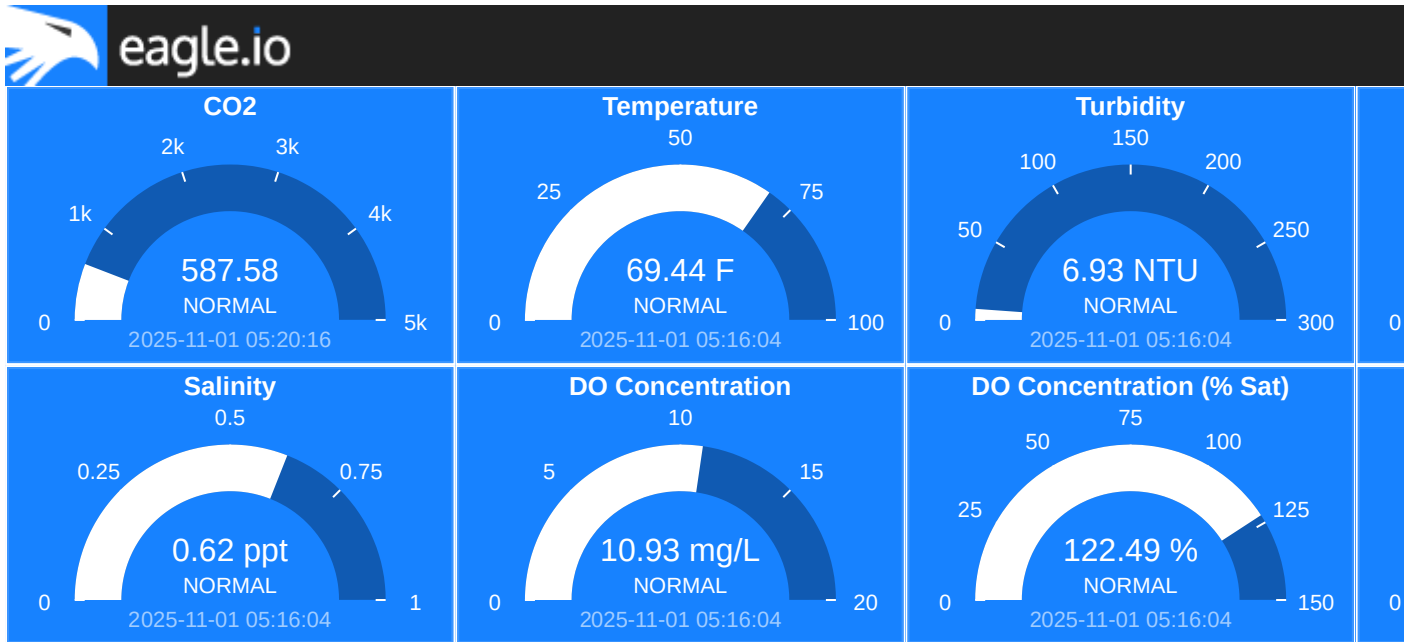 eagle.io
CO2
2k
3k
1k
4k
587.58
NORMAL
0
5k
2025-11-01 05:20:16
Temperature
50
25
75
69.44 F
NORMAL
0
100
2025-11-01 05:16:04
Turbidity
150
100
200
50
250
6.93 NTU
NORMAL
0
300
2025-11-01 05:16:04
0
Salinity
0.5
0.25
0.75
0.62 ppt
NORMAL
0
1
2025-11-01 05:16:04
DO Concentration
10
5
15
10.93 mg/L
NORMAL
0
20
2025-11-01 05:16:04
DO Concentration (% Sat)
75
50
100
25
125
122.49 %
NORMAL
0
150
2025-11-01 05:16:04
0